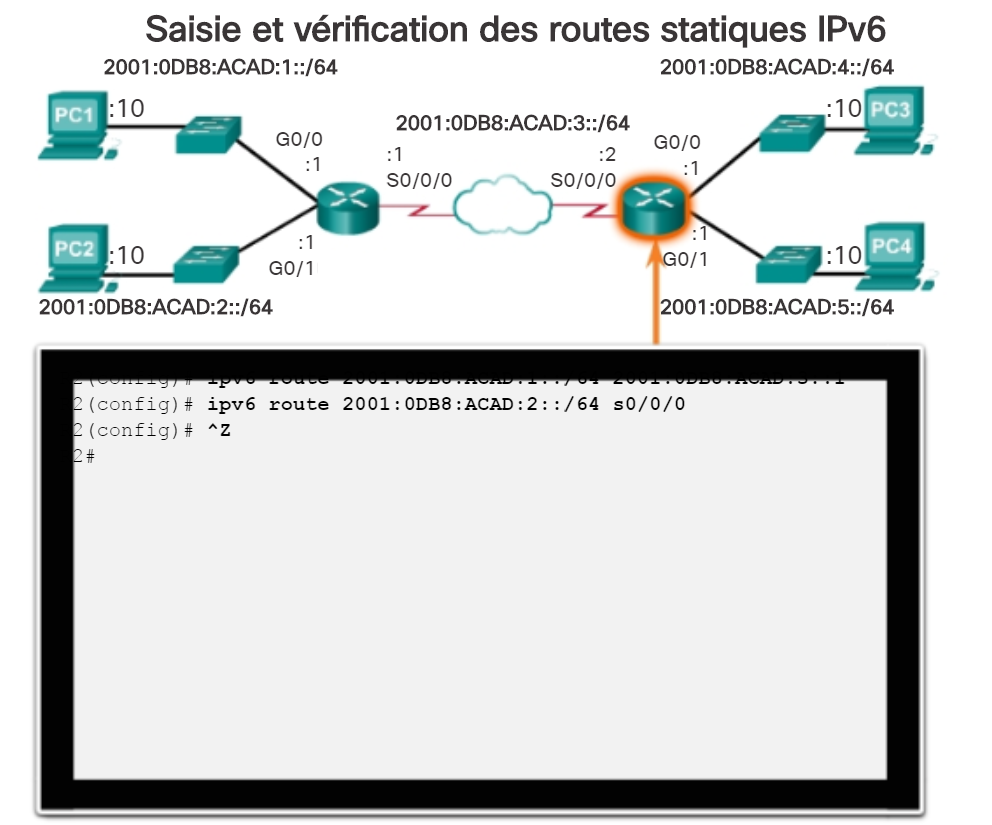 Saisie et vérification des routes statiques IPv6
2001:0DB8:ACAD:1::/64
2001:0DB8:ACAD:4::/64
PC1
:10
:10
PC3
2001:0DB8:ACAD:3::/64
G0/0
:1
:1
S0/0/0
:2
S0/0/0
G0/0
:1
PC2
:10
:1
G0/1
:1
G0/1
:10
PC4
2001:0DB8:ACAD:2::/64
2001:0DB8:ACAD:5::/64
2(config)# ipv6 route 2001:0DB8:ACAD:1::/64 2001:0DB8:ACAD:3::1
2(config)# ipv6 route 2001:0DB8:ACAD:2::/64 s0/0/0
2(config)# ^Z
2#